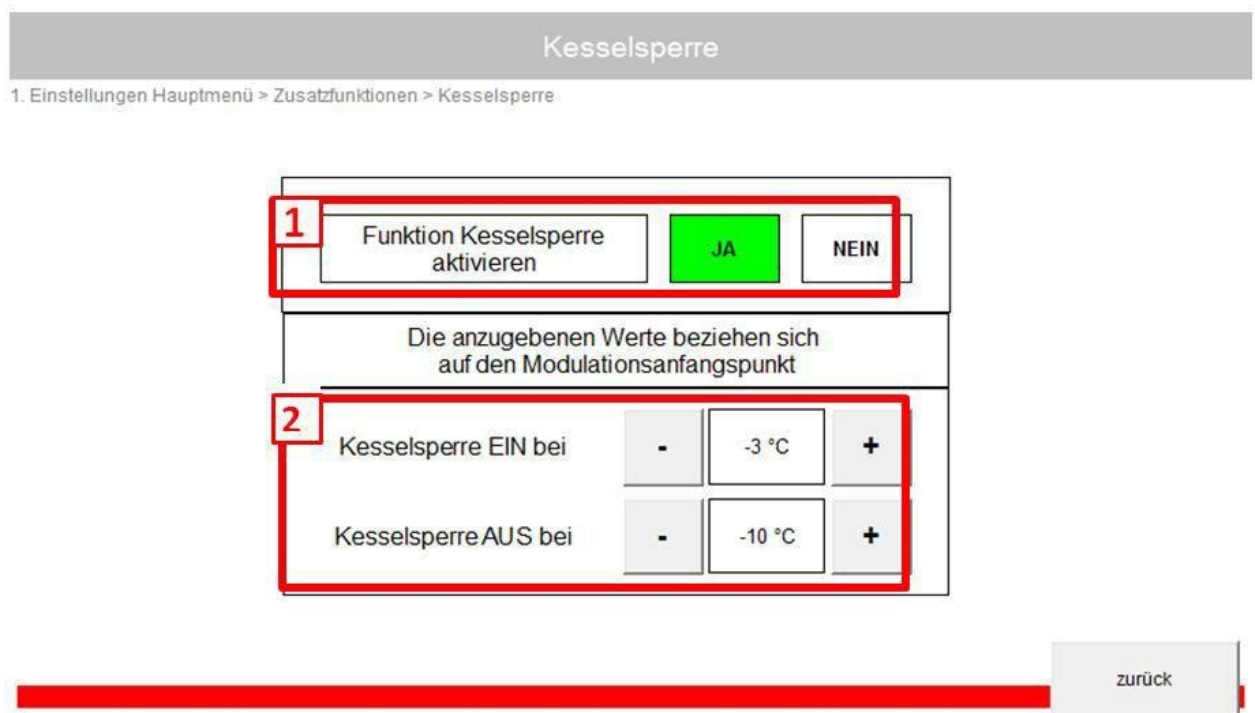 Kesselsperre
1. Einstellungen Hauptmenü > Zusatzfunktionen > Kesselsperre
1
Funktion Kesselsperre
aktivieren
JA
NEIN
Die anzugebenen Werte beziehen sich
auf den Modulationsanfangspunkt
2
Kesselsperre EIN bei
-
-3 °C
+
Kesselsperre AUS bei
-
-10 °C
+
zurück